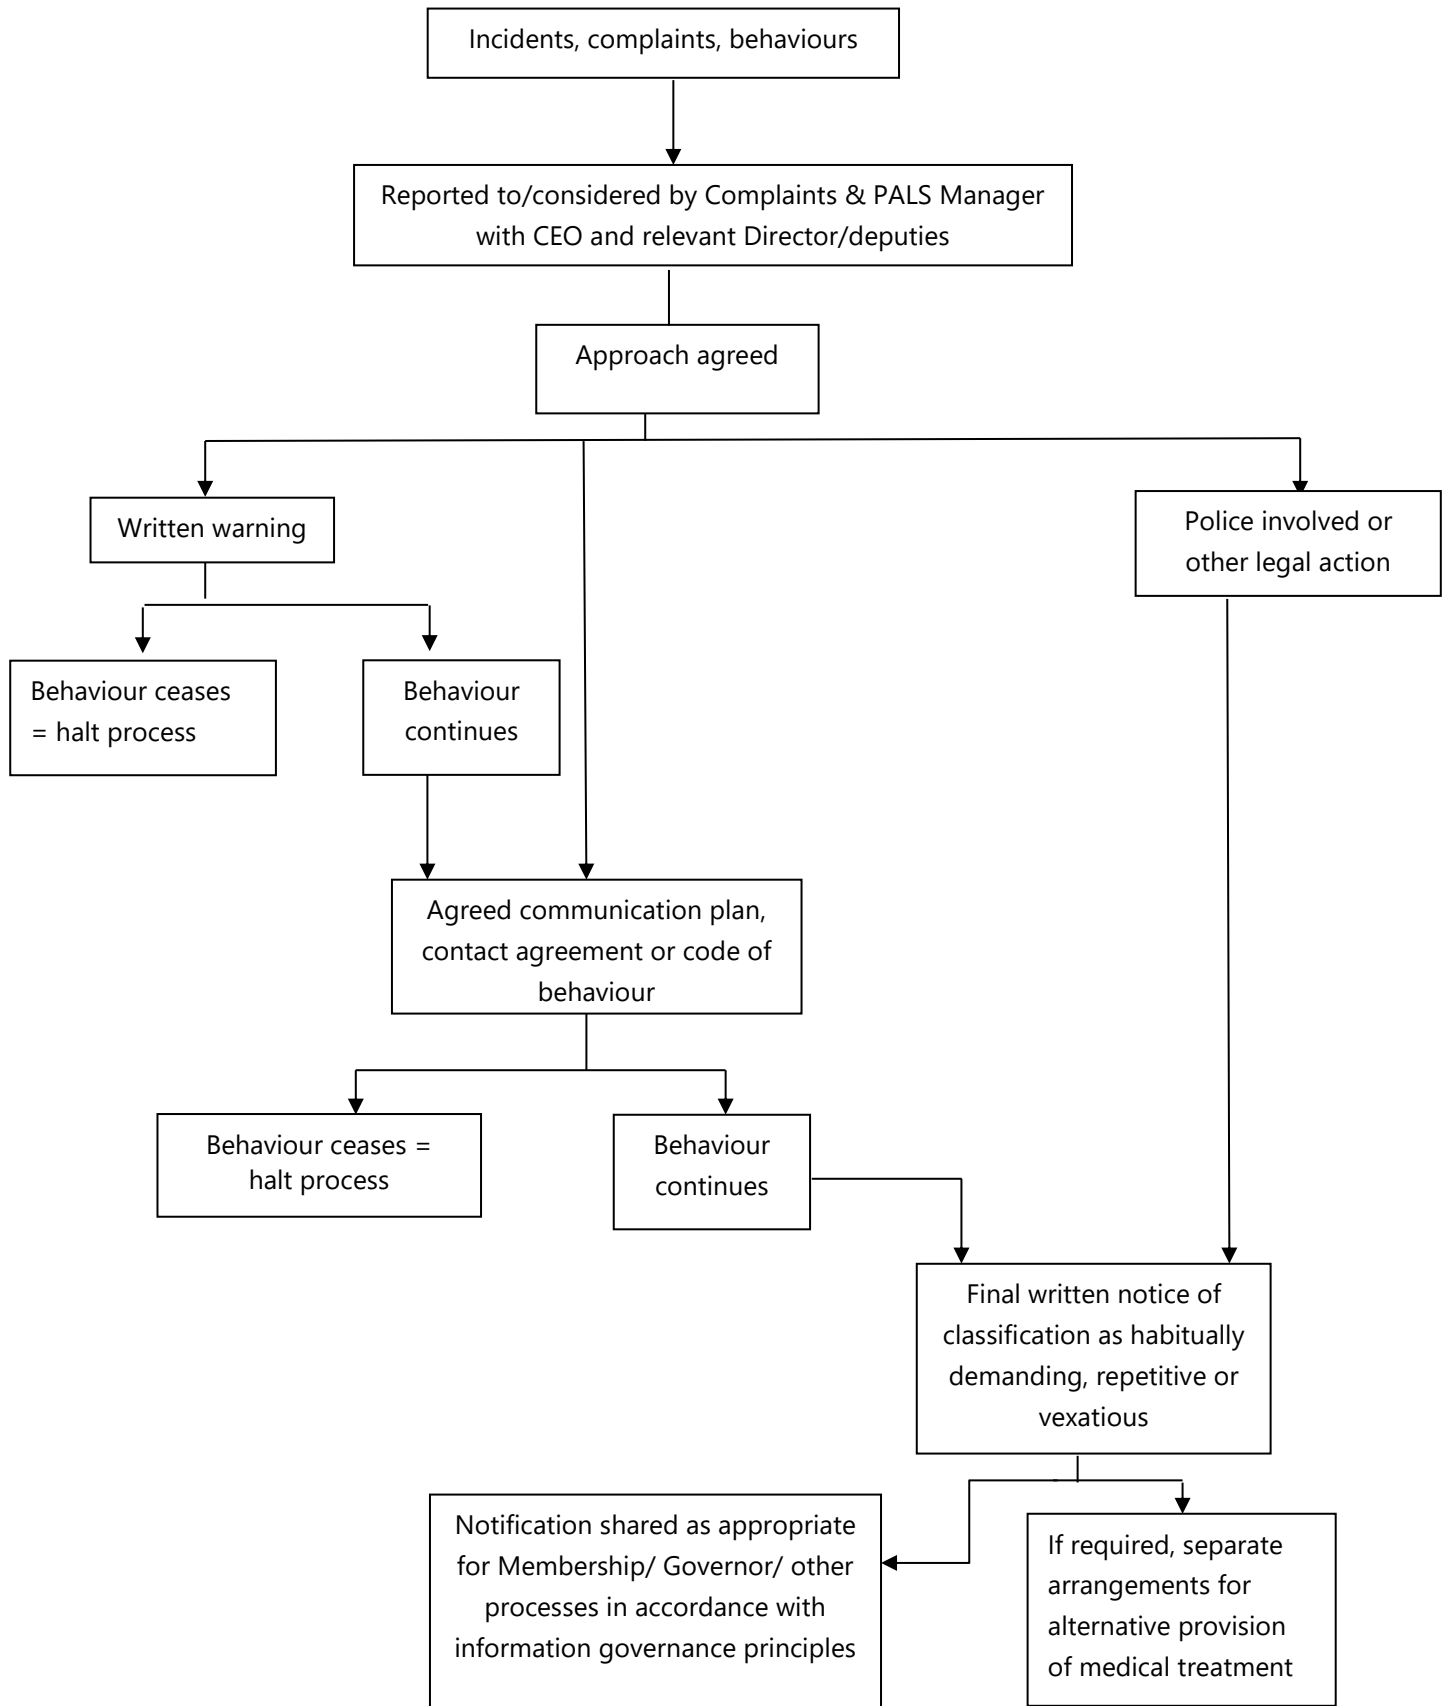 Incidents, complaints, behaviours
Reported to/considered by Complaints & PALS Manager
with CEO and relevant Director/deputies
Approach agreed
Written warning
Police involved or
other legal action
Behaviour ceases
= halt process
Behaviour
continues
Agreed communication plan,
contact agreement or code of
behaviour
Behaviour ceases =
halt process
Behaviour
continues
Final written notice of
classification as habitually
demanding, repetitive or
vexatious
Notification shared as appropriate
for Membership/ Governor/ other
processes in accordance with
information governance principles
If required, separate
arrangements for
alternative provision
of medical treatment